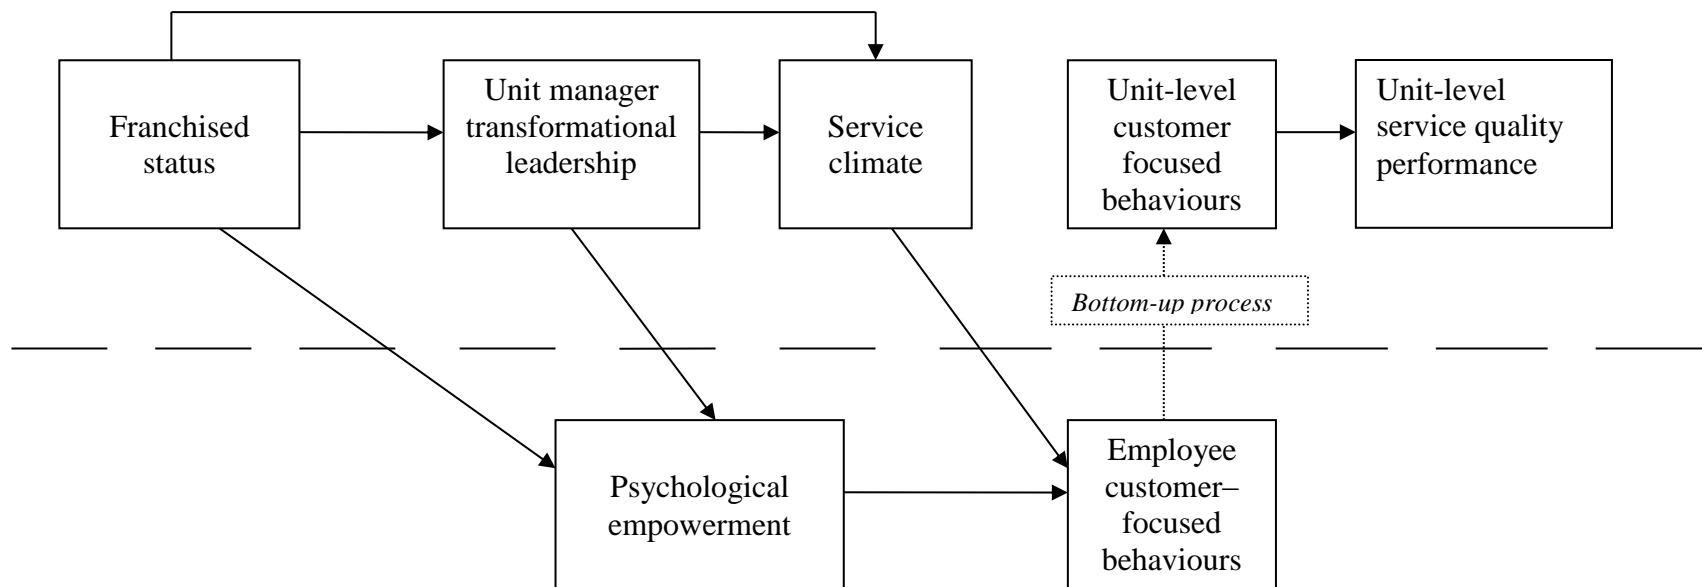 Franchised
status
Unit manager
transformational
leadership
Service
climate
Unit-level
customer
focused
behaviours
Unit-level
service quality
performance
Bottom-up process
Psychological
empowerment
Employee
customer–
focused
behaviours